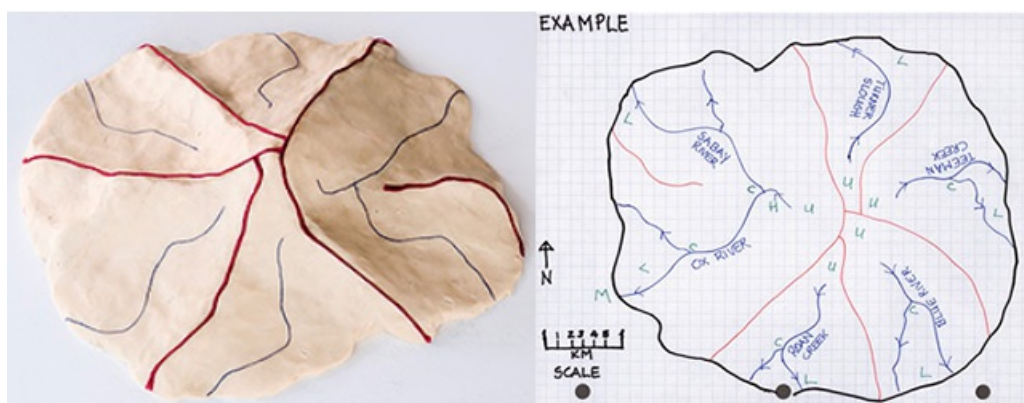 EXAMPLE
L
TURNER
SLOUGH
L
SABAY
RIVER
TEEMAN
CREEK
C
U
C
H
U
U
L
U
C
OX RIVER
L
U
N
M
BLUE RIVER
C
KM
SCALE
C
ROAN
CREEK
L
L